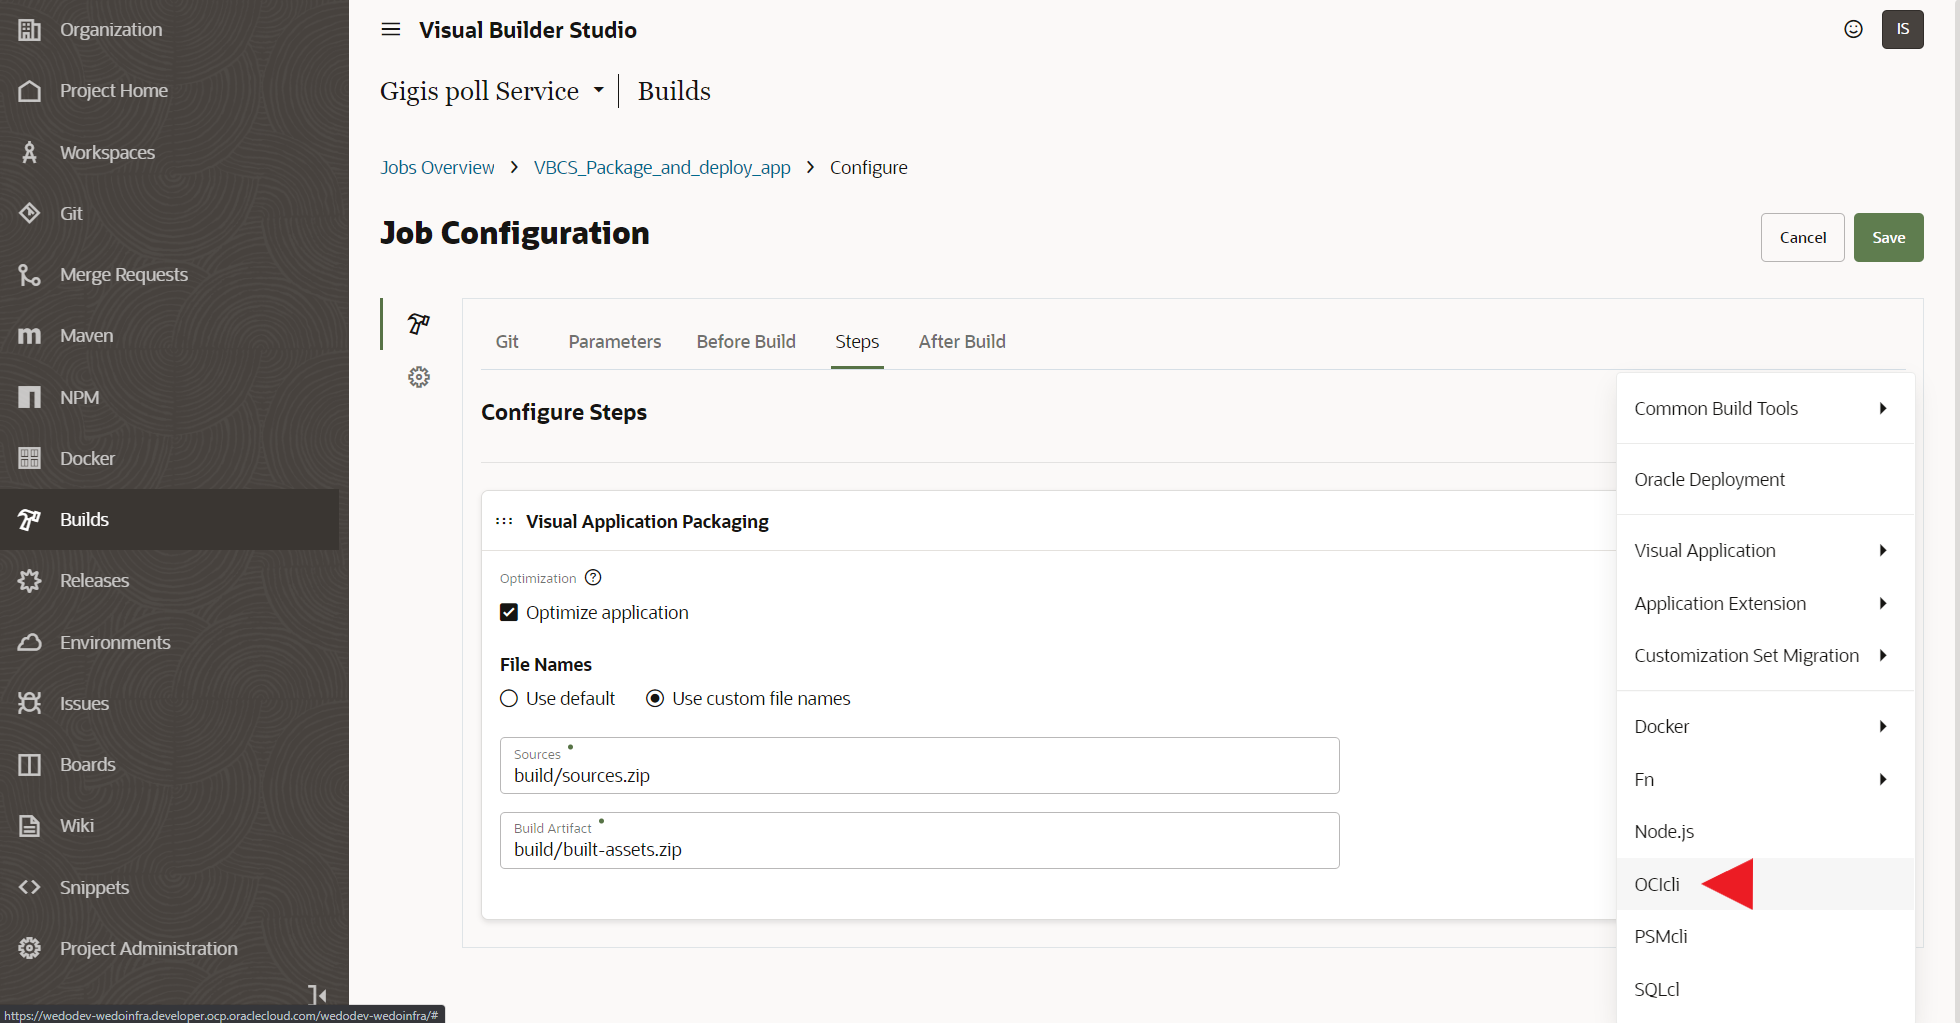 Organization
Project Home
Workspaces
Git
Merge Requests
Maven
NPM
Docker
Builds
Releases
Environments
Issues
Boards
Wiki
Snippets
Project Administration
https://wedodev-wedoinfra.developer.ocp.oraclecloud.com/wedodev-wedoinfra/#
Visual Builder Studio
IS
Gigis poll Service
Builds
Jobs Overview > VBCS_Package_and_deploy_app > Configure
Job Configuration
Cancel
Save
Git
Parameters
Before Build
Steps
After Build
Configure Steps
Visual Application Packaging
Optimization
Optimize application
File Names
Use default
Use custom file names
Sources
build/sources.zip
Build Artifact
build/built-assets.zip
Common Build Tools
Oracle Deployment
Visual Application
Application Extension
Customization Set Migration
Docker
Fn
Node.js
OCIcli
PSMcli
SQLcl